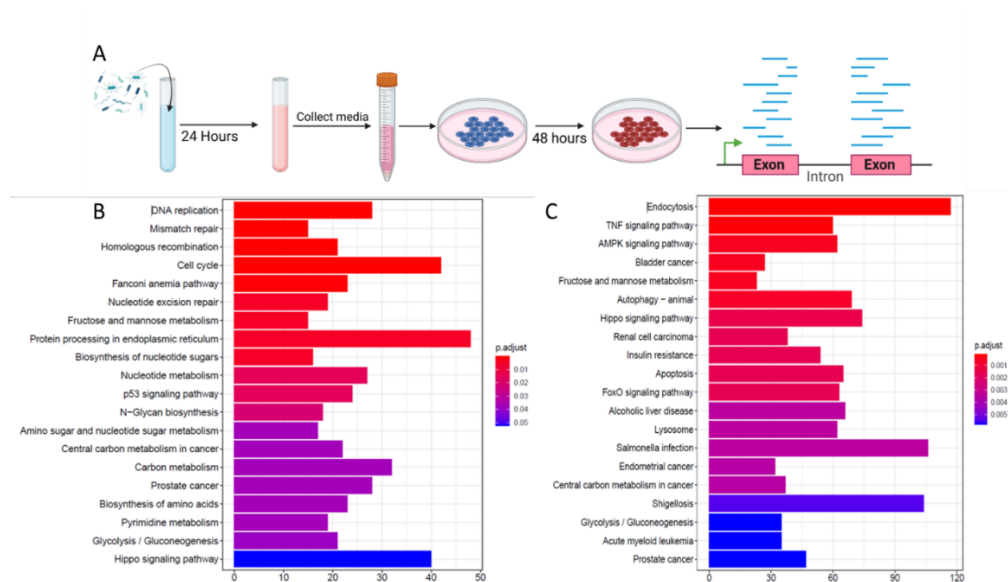 A
24 Hours
Collect media
48 hours
Exon
Exon
Intron
B
DNA replication
Mismatch repair
Homologous recombination
Cell cycle
Fanconi anemia pathway
Nucleotide excision repair
Fructose and mannose metabolism
Protein processing in endoplasmic reticulum
Biosynthesis of nucleotide sugars
Nucleotide metabolism
p53 signaling pathway
N−Glycan biosynthesis
Amino sugar and nucleotide sugar metabolism
Central carbon metabolism in cancer
Carbon metabolism
Prostate cancer
Biosynthesis of amino acids
Pyrimidine metabolism
Glycolysis / Gluconeogenesis
Hippo signaling pathway
0 10 20 30 40 50
p.adjust
0.01
0.02
0.03
0.04
0.05
C
Endocytosis
TNF signaling pathway
AMPK signaling pathway
Bladder cancer
Fructose and mannose metabolism
Autophagy − animal
Hippo signaling pathway
Renal cell carcinoma
Insulin resistance
Apoptosis
FoxO signaling pathway
Alcoholic liver disease
Lysosome
Salmonella infection
Endometrial cancer
Central carbon metabolism in cancer
Shigellosis
Glycolysis / Gluconeogenesis
Acute myeloid leukemia
Prostate cancer
0 30 60 90 120
p.adjust
0.001
0.002
0.003
0.004
0.005